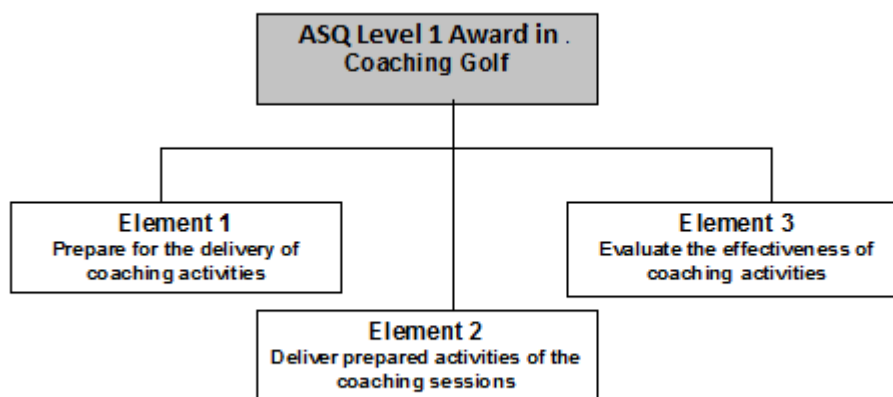 ASQ Level 1 Award in .
Coaching Golf
Element 1
Prepare for the delivery of
coaching activities
Element 2
Deliver prepared activities of the
coaching sessions
Element 3
Evaluate the effectiveness of
coaching activities